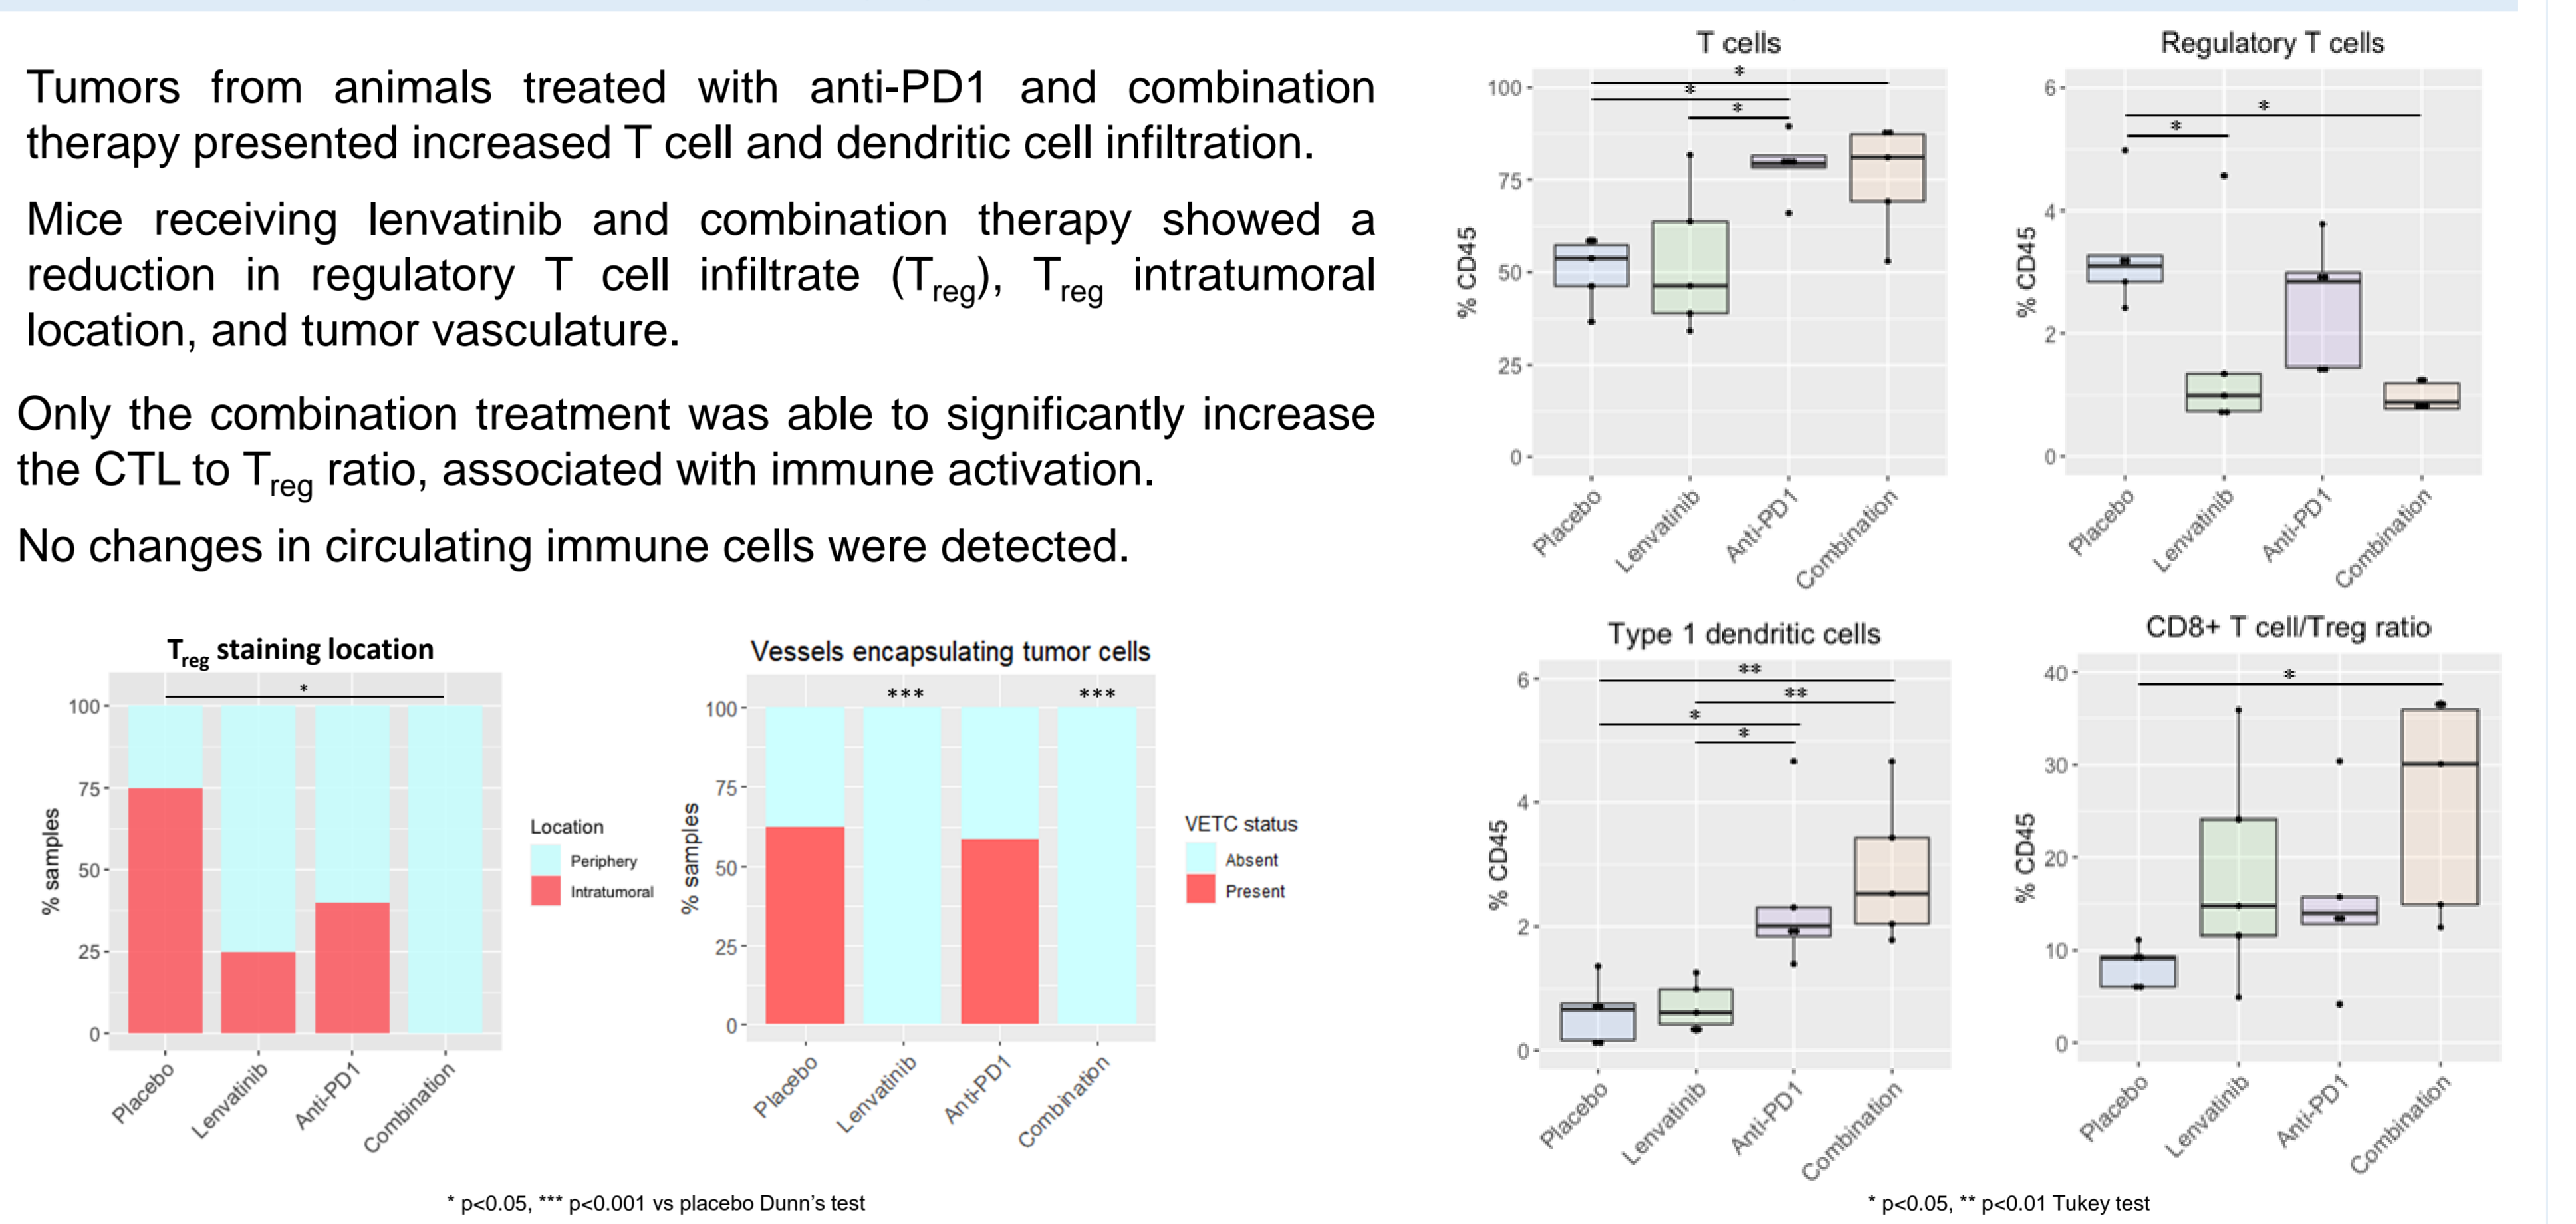 Tumors from animals treated with anti-PD1 and combination
therapy presented increased T cell and dendritic cell infiltration.
Mice receiving lenvatinib and combination therapy showed a
reduction in regulatory T cell infiltrate (Treg), Treg intratumoral
location, and tumor vasculature.
Only the combination treatment was able to significantly increase
the CTL to Treg ratio, associated with immune activation.
No changes in circulating immune cells were detected.
Treg staining location
*
100
75
50
25
0
% samples
Placebo
Lenvatinib
Anti-PD1
Combination
Location
Periphery
Intratumoral
Vessels encapsulating tumor cells
*** ***
100
75
50
25
0
% samples
Placebo
Lenvatinib
Anti-PD1
Combination
VETC status
Absent
Present
* p<0.05, *** p<0.001 vs placebo Dunn's test
T cells
*
*
*
100
75
50
25
0
% CD45
Placebo
Lenvatinib
Anti-PD1
Combination
Regulatory T cells
*
*
6
4
2
0
% CD45
Placebo
Lenvatinib
Anti-PD1
Combination
Type 1 dendritic cells
**
**
*
*
6
4
2
0
% CD45
Placebo
Lenvatinib
Anti-PD1
Combination
CD8+ T cell/Treg ratio
*
40
30
20
10
0
% CD45
Placebo
Lenvatinib
Anti-PD1
Combination
* p<0.05, ** p<0.01 Tukey test